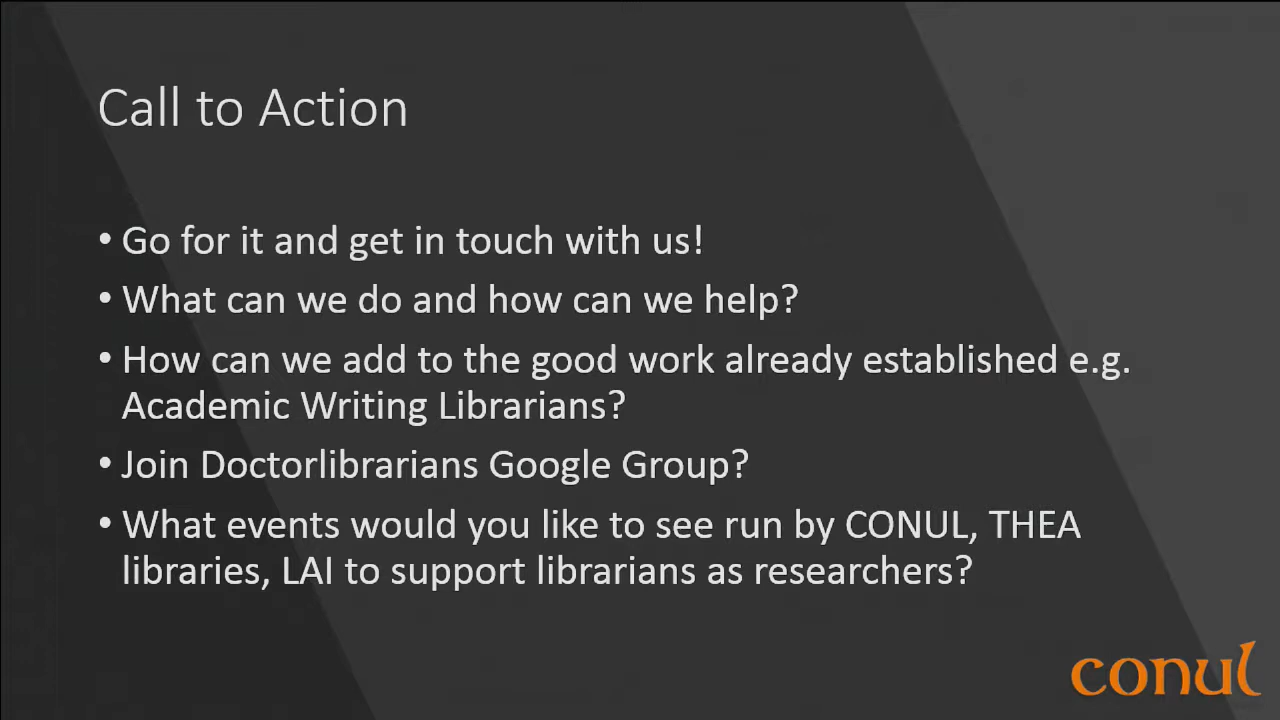 Call to Action
• Go for it and get in touch with us!
• What can we do and how can we help?
• How can we add to the good work already established e.g.
Academic Writing Librarians?
• Join Doctorlibrarians Google Group?
• What events would you like to see run by CONUL, THEA
libraries, LAI to support librarians as researchers?
conul